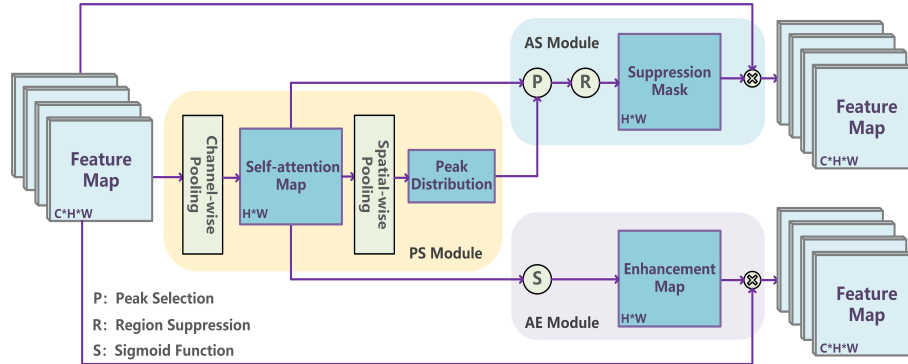 Feature
Map
C*H*W
Channel-wise
Pooling
Self-attention
Map
H*W
Spatial-wise
Pooling
Peak
Distribution
PS Module
AS Module
P
R
Suppression
Mask
H*W
Feature
Map
C*H*W
S
Enhancement
Map
H*W
AE Module
Feature
Map
C*H*W
P: Peak Selection
R: Region Suppression
S: Sigmoid Function